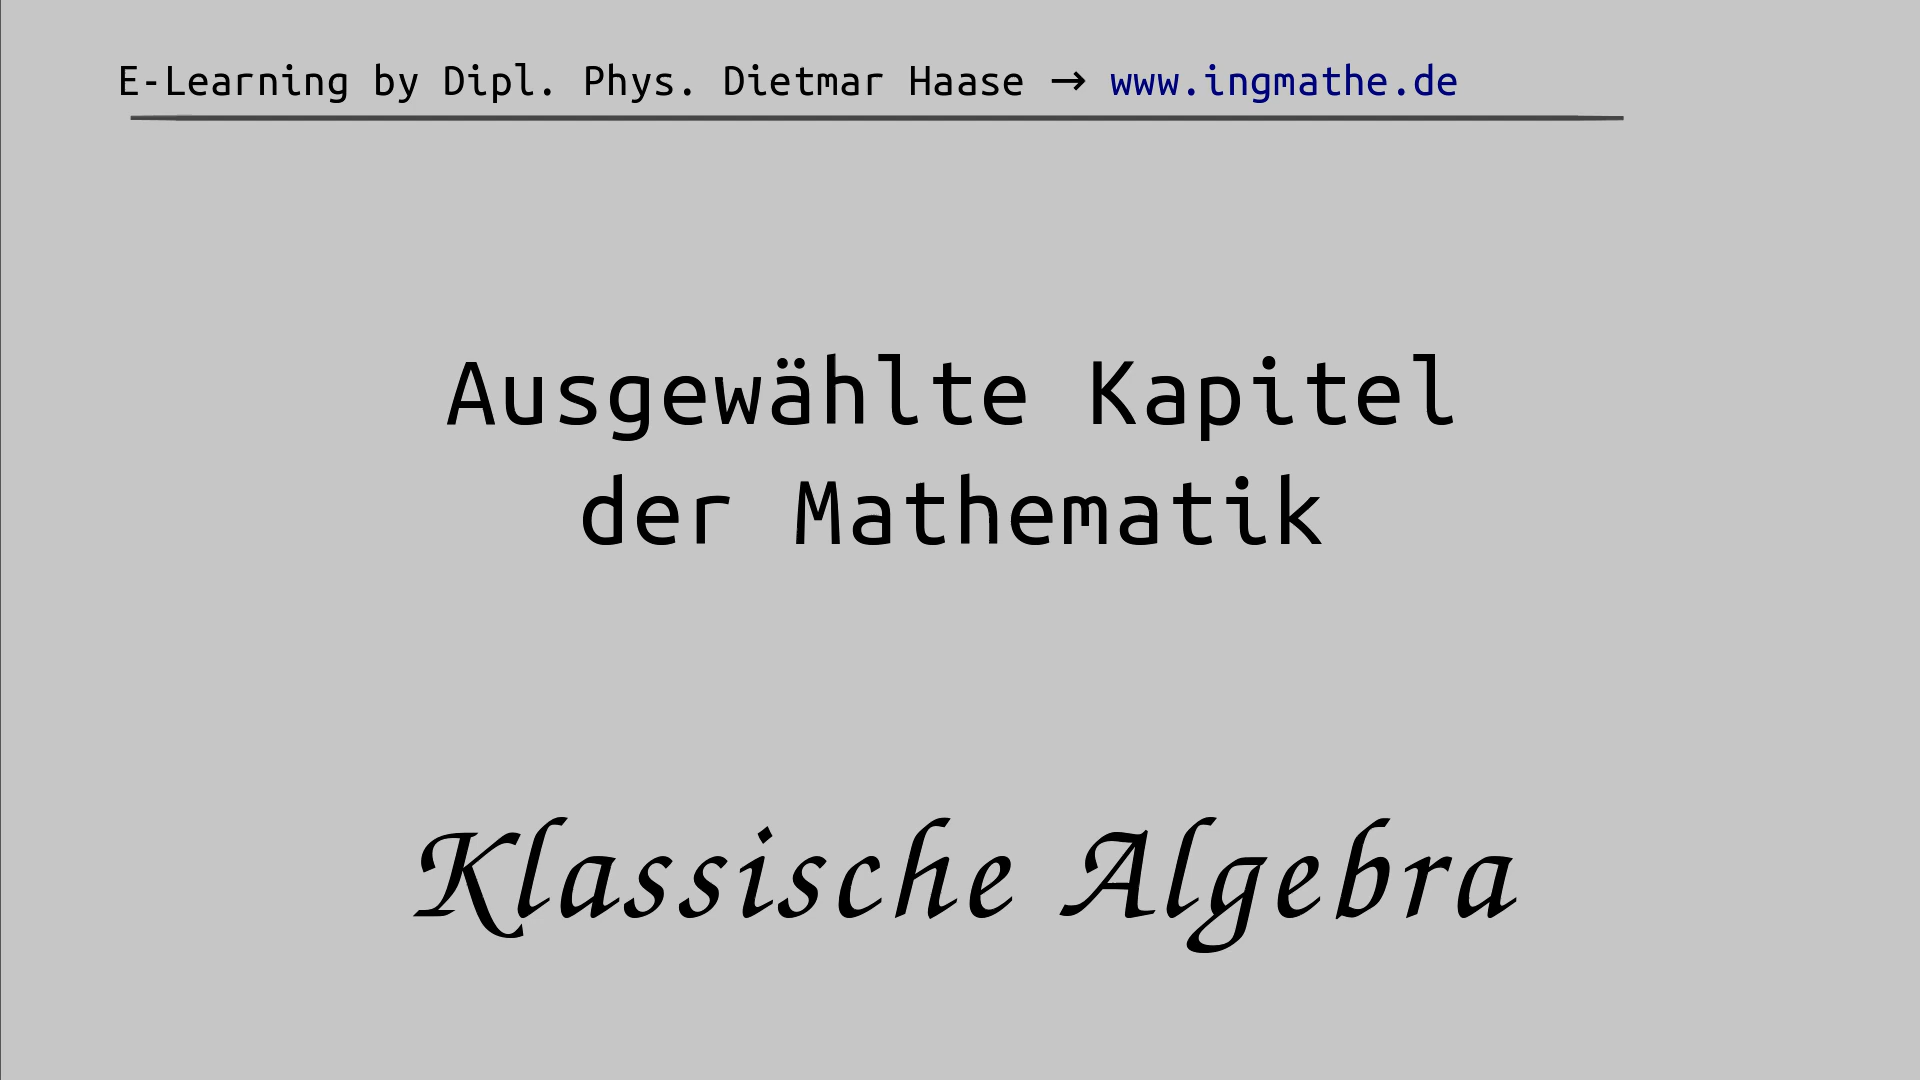 E-Learning by Dipl. Phys. Dietmar Haase → www.ingmathe.de
Ausgewählte Kapitel
der Mathematik
Klassische Algebra